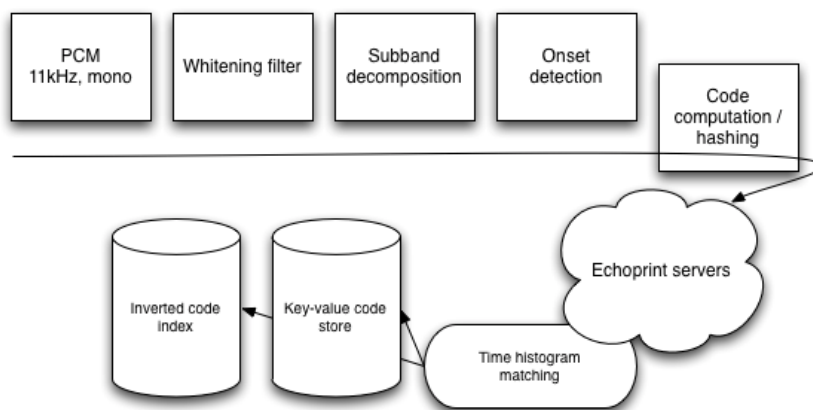 PCM
11kHz, mono
Whitening filter
Subband
decomposition
Onset
detection
Code
computation /
hashing
Echoprint servers
Inverted code
index
Key-value code
store
Time histogram
matching